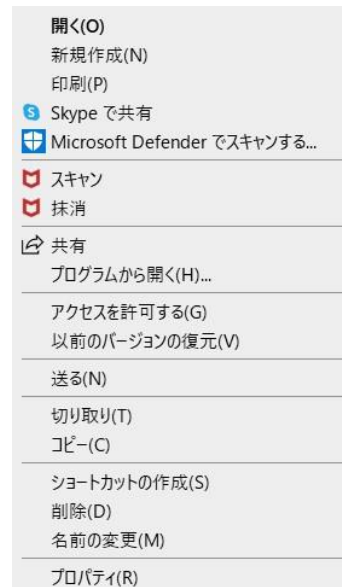 開く(O)
新規作成(N)
印刷(P)
Skype で共有
Microsoft Defender でスキャンする...
スキャン
抹消
共有
プログラムから開く(H)...
アクセスを許可する(G)
以前のバージョンの復元(V)
送る(N)
切り取り(T)
コピー(C)
ショートカットの作成(S)
削除(D)
名前の変更(M)
プロパティ(R)